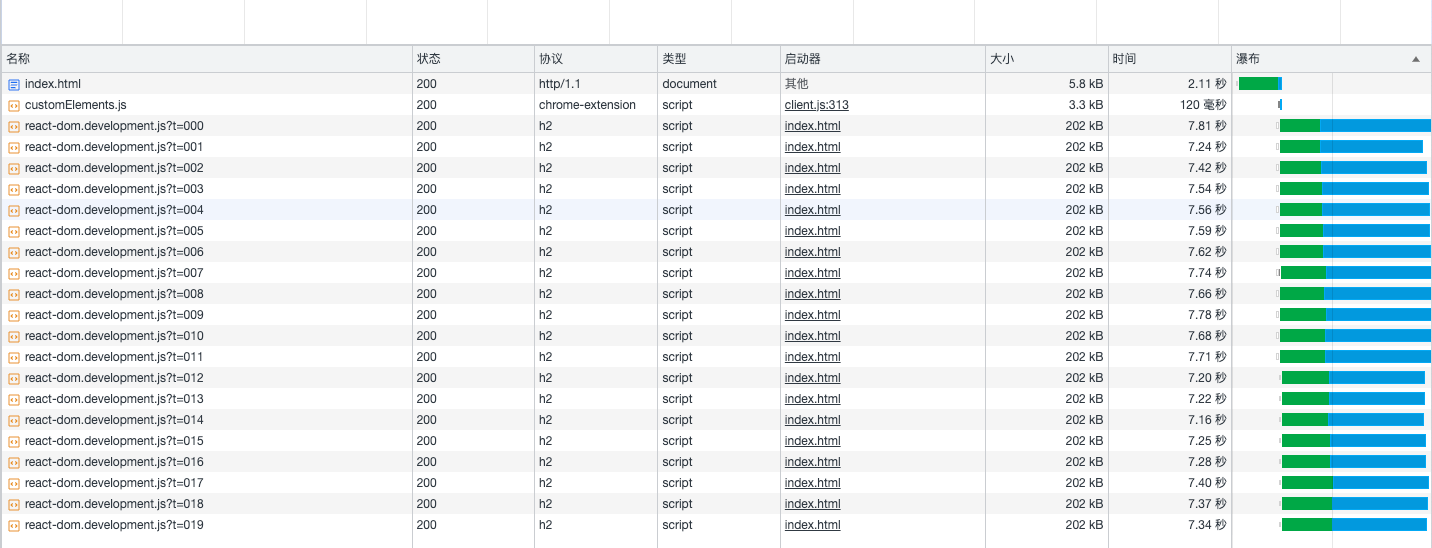 名称 状态 协议 类型 启动器 大小 时间 瀑布
index.html 200 http/1.1 document 其他 5.8 kB 2.11 秒
customElements.js 200 chrome-extension script client.js:313 3.3 kB 120 毫秒
react-dom.development.js?t=000 200 h2 script index.html 202 kB 7.81 秒
react-dom.development.js?t=001 200 h2 script index.html 202 kB 7.24 秒
react-dom.development.js?t=002 200 h2 script index.html 202 kB 7.42 秒
react-dom.development.js?t=003 200 h2 script index.html 202 kB 7.54 秒
react-dom.development.js?t=004 200 h2 script index.html 202 kB 7.56 秒
react-dom.development.js?t=005 200 h2 script index.html 202 kB 7.59 秒
react-dom.development.js?t=006 200 h2 script index.html 202 kB 7.62 秒
react-dom.development.js?t=007 200 h2 script index.html 202 kB 7.74 秒
react-dom.development.js?t=008 200 h2 script index.html 202 kB 7.66 秒
react-dom.development.js?t=009 200 h2 script index.html 202 kB 7.78 秒
react-dom.development.js?t=010 200 h2 script index.html 202 kB 7.68 秒
react-dom.development.js?t=011 200 h2 script index.html 202 kB 7.71 秒
react-dom.development.js?t=012 200 h2 script index.html 202 kB 7.20 秒
react-dom.development.js?t=013 200 h2 script index.html 202 kB 7.22 秒
react-dom.development.js?t=014 200 h2 script index.html 202 kB 7.16 秒
react-dom.development.js?t=015 200 h2 script index.html 202 kB 7.25 秒
react-dom.development.js?t=016 200 h2 script index.html 202 kB 7.28 秒
react-dom.development.js?t=017 200 h2 script index.html 202 kB 7.40 秒
react-dom.development.js?t=018 200 h2 script index.html 202 kB 7.37 秒
react-dom.development.js?t=019 200 h2 script index.html 202 kB 7.34 秒